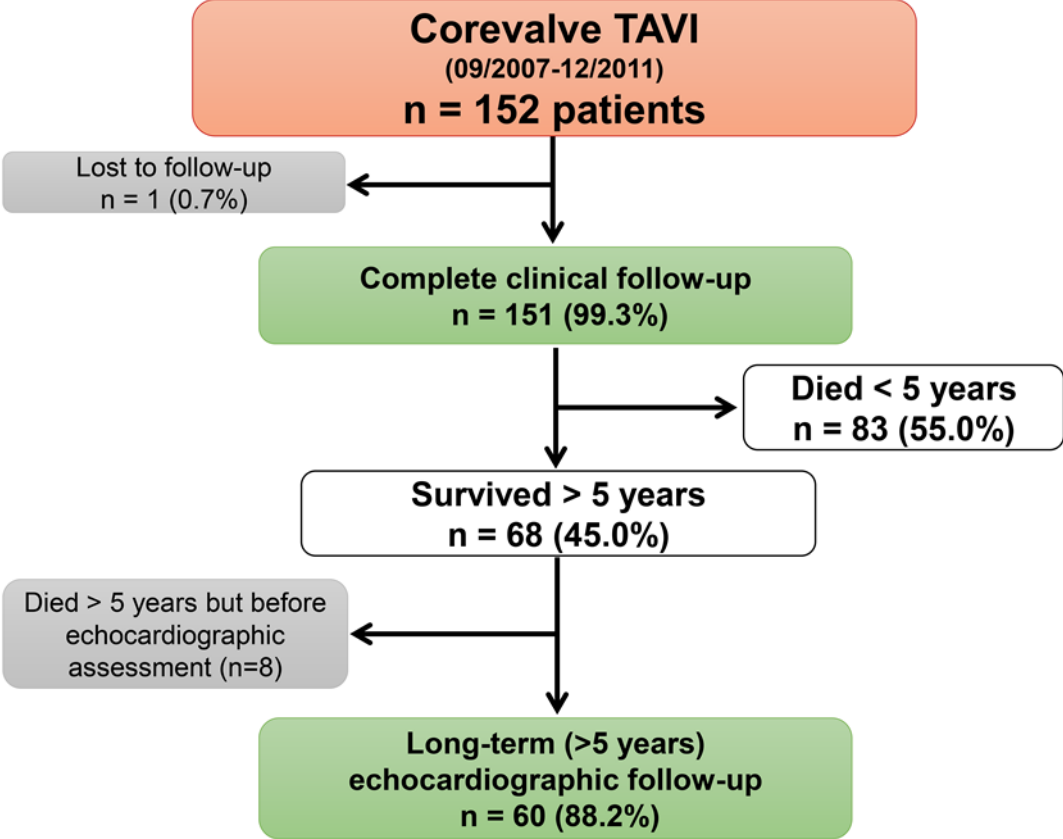 Corevalve TAVI
(09/2007-12/2011)
n = 152 patients
Lost to follow-up
n = 1 (0.7%)
Complete clinical follow-up
n = 151 (99.3%)
Died < 5 years
n = 83 (55.0%)
Survived > 5 years
n = 68 (45.0%)
Died > 5 years but before
echocardiographic
assessment (n=8)
Long-term (>5 years)
echocardiographic follow-up
n = 60 (88.2%)